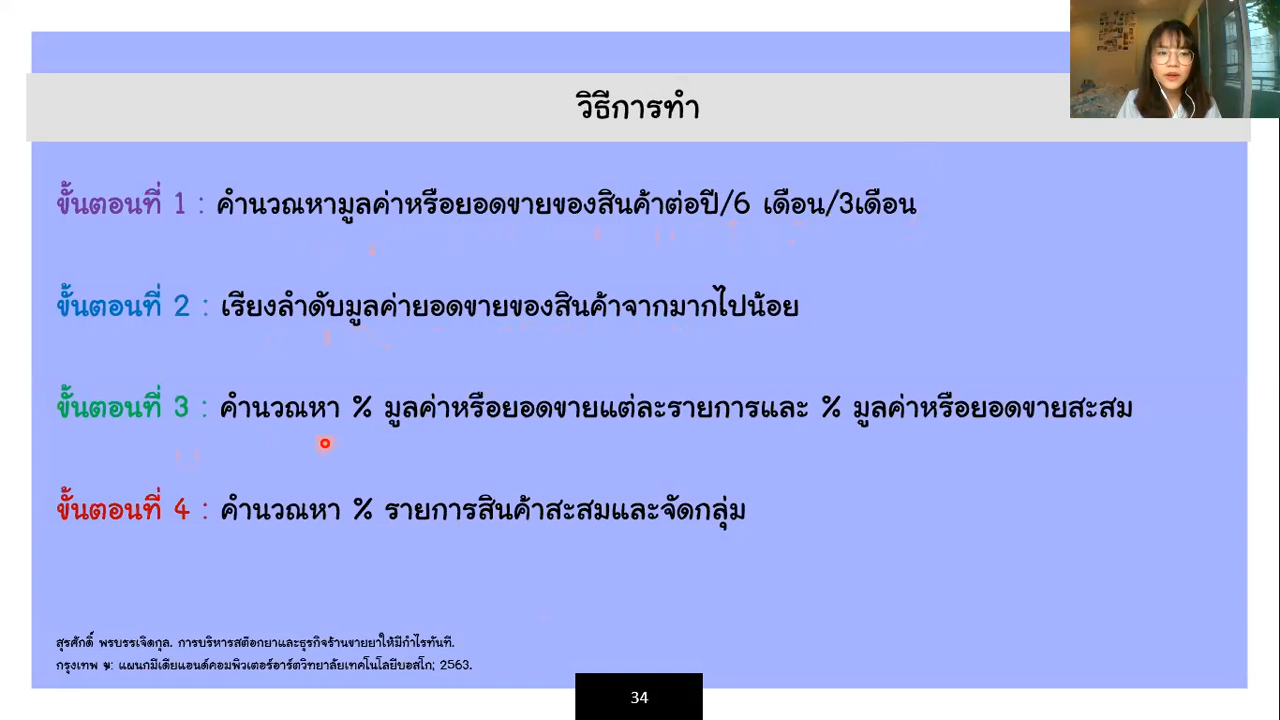 วิธีการทำ
ขั้นตอนที่ 1 : คำนวณหามูลค่าหรือยอดขายของสินค้าต่อปี/6 เดือน/3เดือน
ขั้นตอนที่ 2 : เรียงลำดับมูลค่ายอดขายของสินค้าจากมากไปน้อย
ขั้นตอนที่ 3 : คำนวณหา % มูลค่าหรือยอดขายแต่ละรายการและ % มูลค่าหรือยอดขายสะสม
ขั้นตอนที่ 4 : คำนวณหา % รายการสินค้าสะสมและจัดกลุ่ม
สุรศักดิ์ พรบรรเจิดกุล. การบริหารสต๊อกยาและธุรกิจร้านขายยาให้มีกำไรทันที.
กรุงเทพ ฯ: แผนกมีเดียแอนด์คอมพิวเตอร์อาร์ตวิทยาลัยเทคโนโลยีบอสโก; 2563.
34